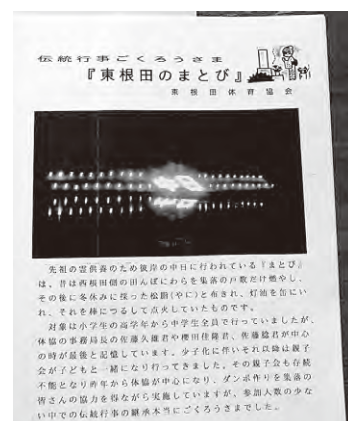 伝統行事ごくろうさま
『東根田のまとび』
東根田体育協会
先祖の霊供養のため彼岸の中日に行われている『まとび』
は、昔は西根田側の田んぼにわらを集落の戸数だけ燃やし、
その後に冬休みに採った松脂(やに)と布きれ、灯油を缶にい
れ、それを棒につるして点火していたものです。
対象は小学生の高学年から中学生全員で行っていましたが、
体協の事務局長の佐藤久雄君や櫻田佳隆君、佐藤稔君が中心
の時が最後と記憶しています。少子化に伴いそれ以降は親子
会が子どもと一緒になり行ってきました。その親子会も存続
不能となり昨年から体協が中心になり、ダンポ作りを集落の
皆さんの協力を得ながら実施していますが、参加人数の少な
い中での伝統行事の継承本当にごくろうさまでした。